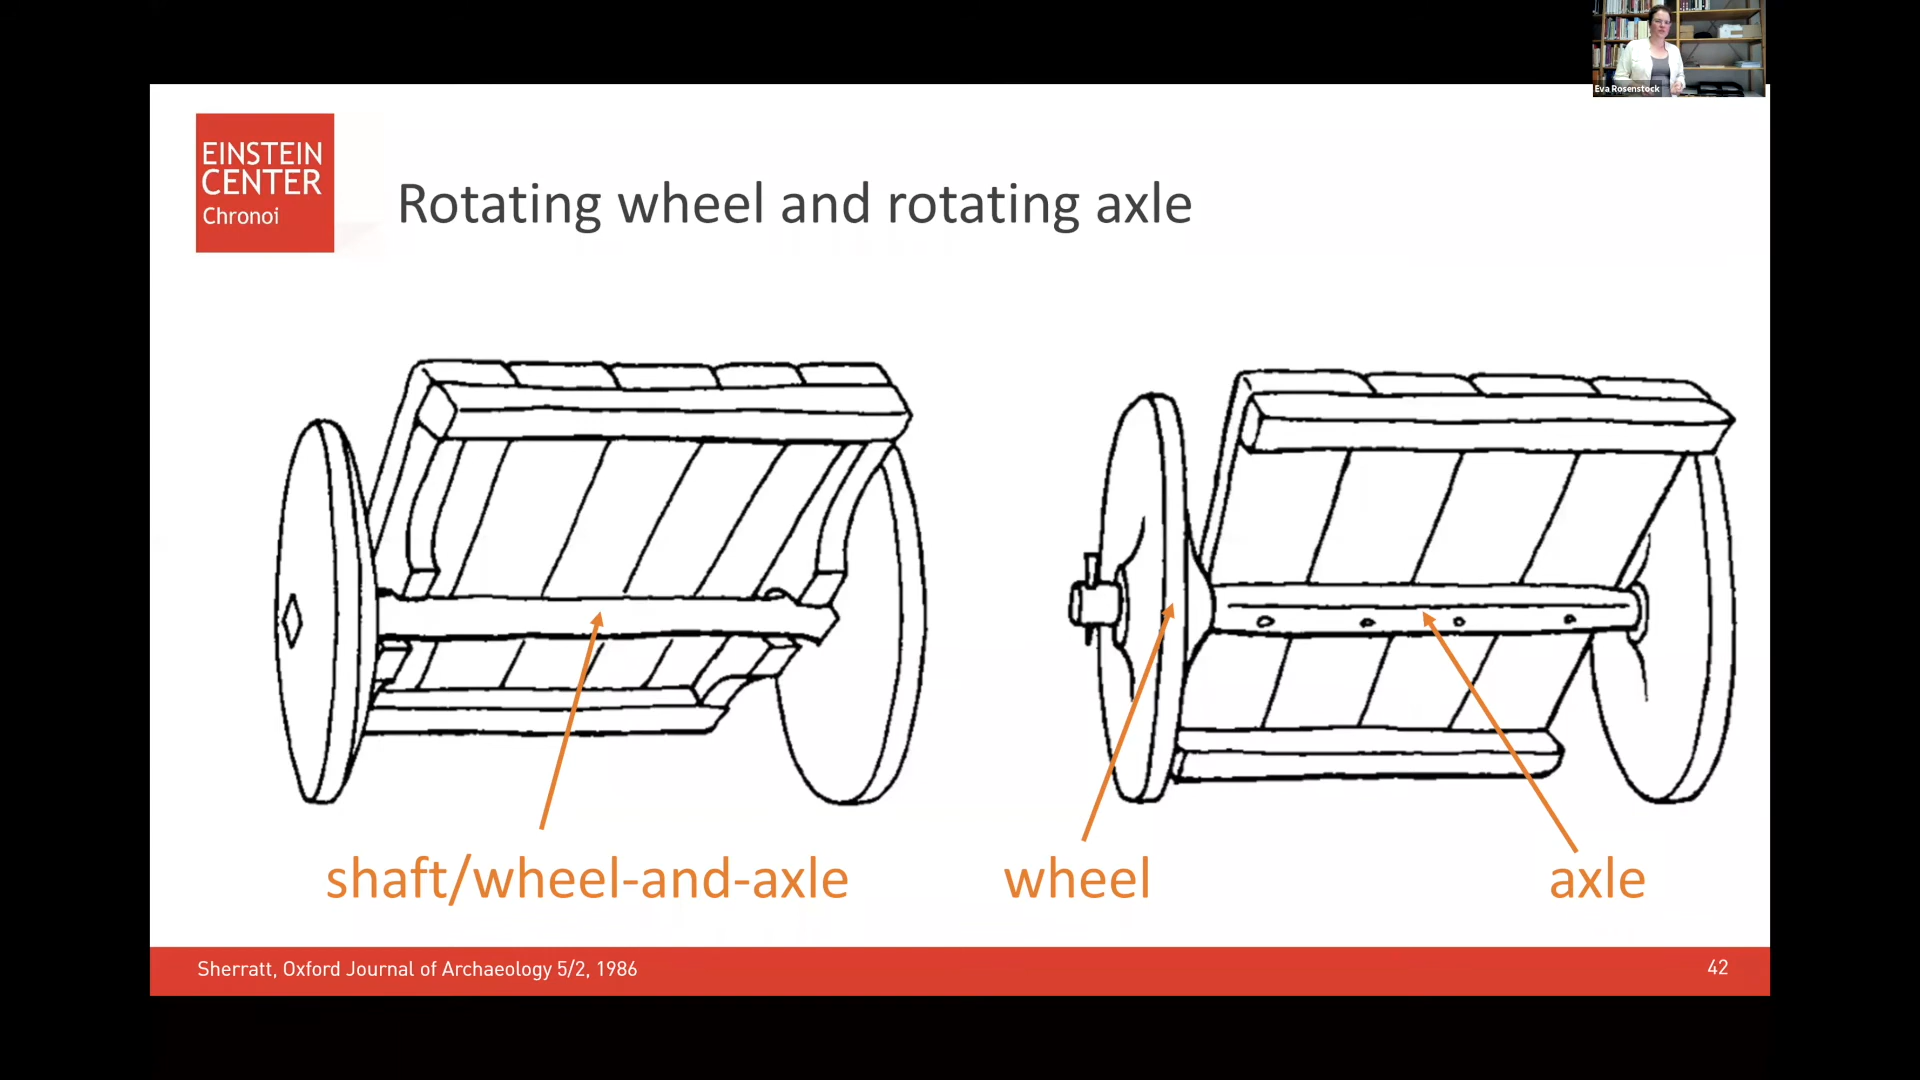 Eva Rosenstock
EINSTEIN
CENTER
Chronoi
Rotating wheel and rotating axle
shaft/wheel-and-axle
wheel
axle
Sherratt, Oxford Journal of Archaeology 5/2, 1986
42